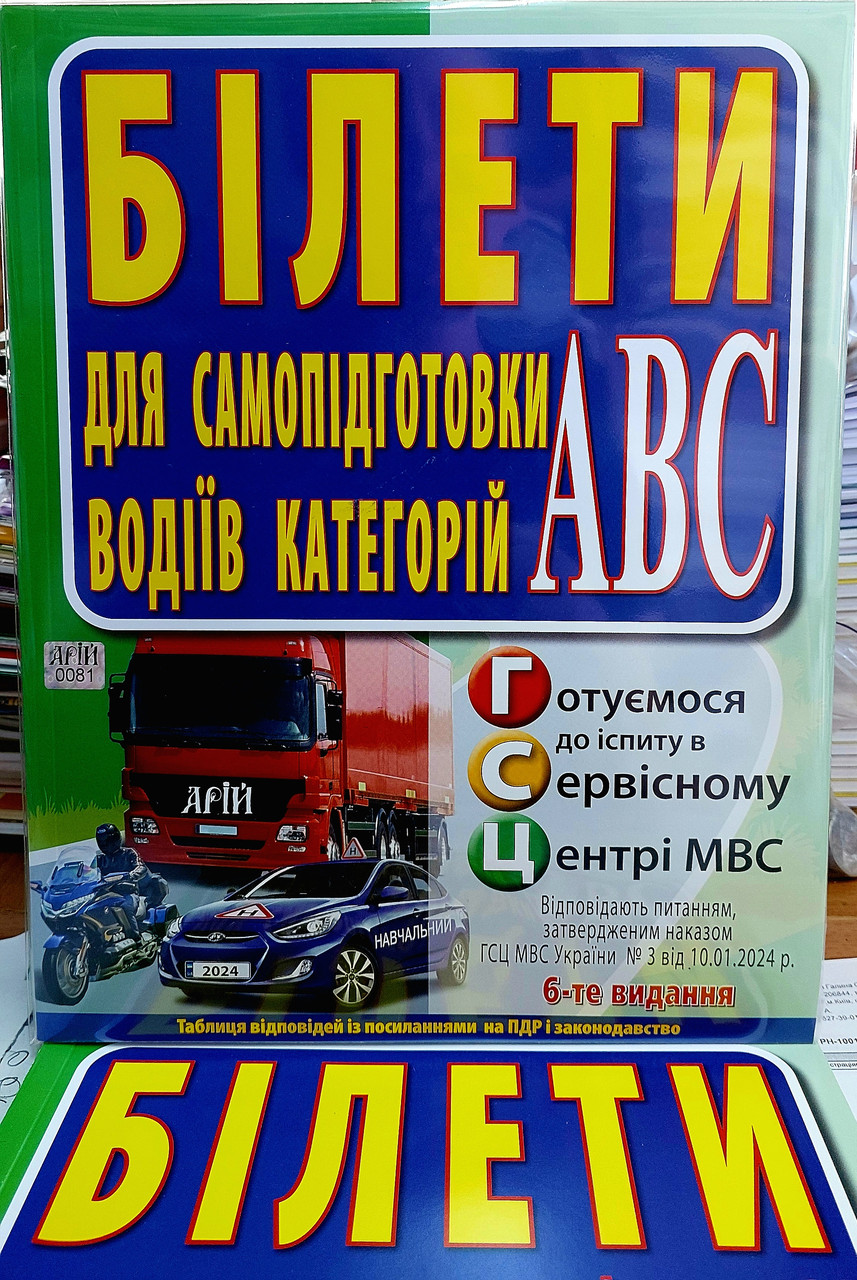 БІЛЕТИ
ДЛЯ САМОПІДГОТОВКИ
ВОДІЇВ КАТЕГОРІЙ
АВС
АРІЙ
0081
АРІЙ
Готуємося
до іспиту в
Сервісному
Центрі МВС
Н
Н
НАВЧАЛЬНИЙ
2024
Відповідають питанням,
затвердженим наказом
ГСЦ МВС України № 3 від 10.01.2024 р.
6-те видання
Таблиця відповідей із посиланнями на ПДР і законодавство
БІЛЕТИ